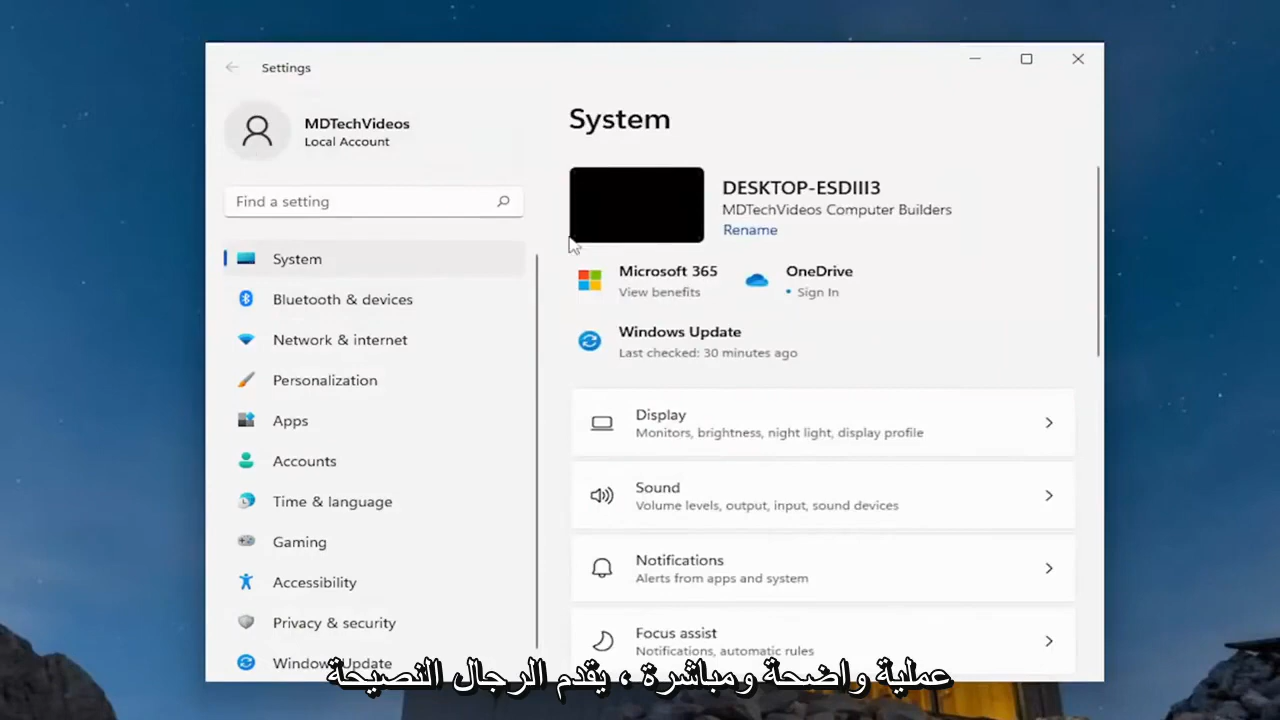 Settings
MDTechVideos
Local Account
Find a setting
System
Bluetooth & devices
Network & internet
Personalization
Apps
Accounts
Time & language
Gaming
Accessibility
Privacy & security
Windows Update
System
DESKTOP-ESDIII3
MDTechVideos Computer Builders
Rename
Microsoft 365
View benefits
OneDrive
• Sign In
Windows Update
Last checked: 30 minutes ago
Display
Monitors, brightness, night light, display profile
Sound
Volume levels, output, input, sound devices
Notifications
Alerts from apps and system
Focus assist
Notifications, automatic rules
عملية واضحة ومباشرة ، يقدم الرجال النصيحة